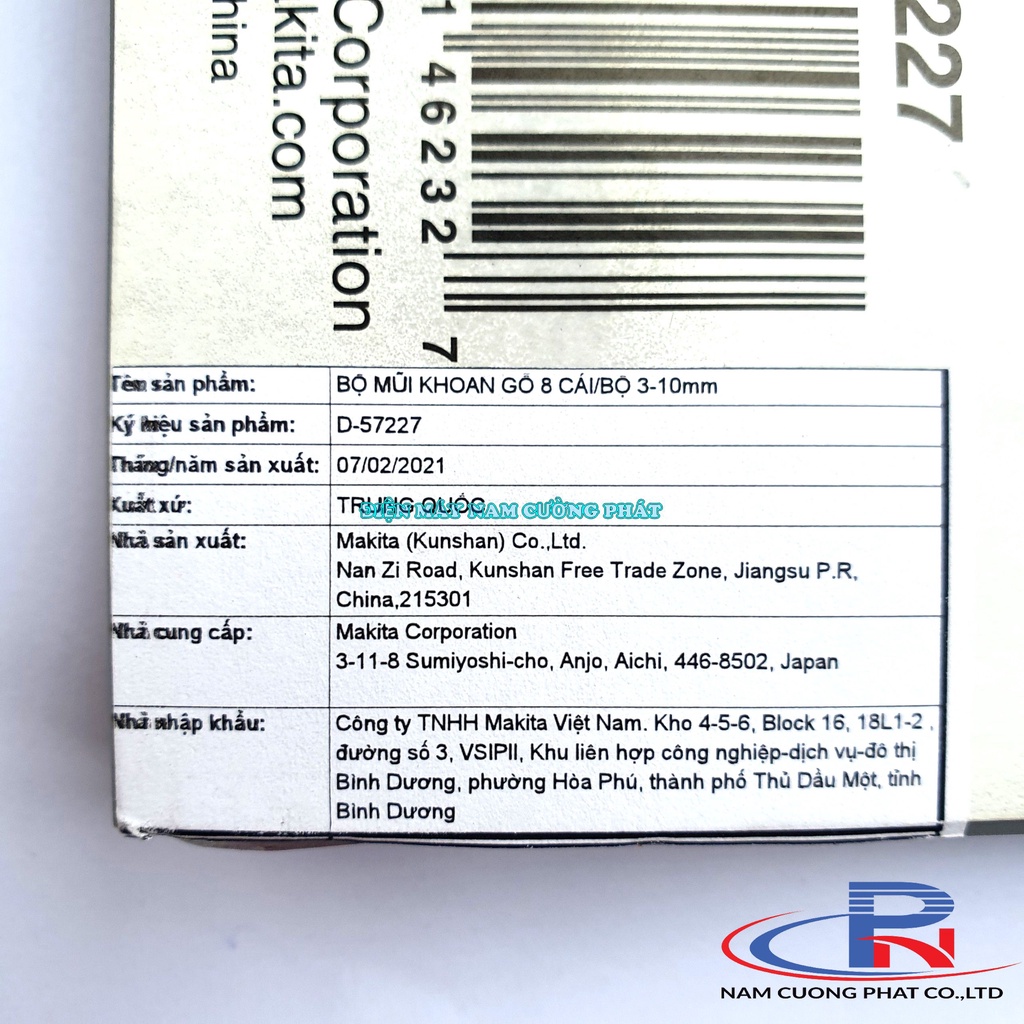 227
1 46232 7
Corporation
kita.com
hina
Tên sản phẩm: BỘ MŨI KHOAN GỖ 8 CÁI/BỘ 3-10mm
Ký hiệu sản phẩm: D-57227
Tháng/năm sản xuất: 07/02/2021
Xuất xứ: TRUNG QUỐC
ĐIỆN MÁY NAM CƯỜNG PHÁT
Nhà sản xuất: Makita (Kunshan) Co.,Ltd.
Nan Zi Road, Kunshan Free Trade Zone, Jiangsu P.R,
China,215301
Nhà cung cấp: Makita Corporation
3-11-8 Sumiyoshi-cho, Anjo, Aichi, 446-8502, Japan
Nhà nhập khẩu: Công ty TNHH Makita Việt Nam. Kho 4-5-6, Block 16, 18L1-2 ,
đường số 3, VSIPII, Khu liên hợp công nghiệp-dịch vụ-đô thị
Bình Dương, phường Hòa Phú, thành phố Thủ Dầu Một, tỉnh
Bình Dương
NAM CUONG PHAT CO.,LTD